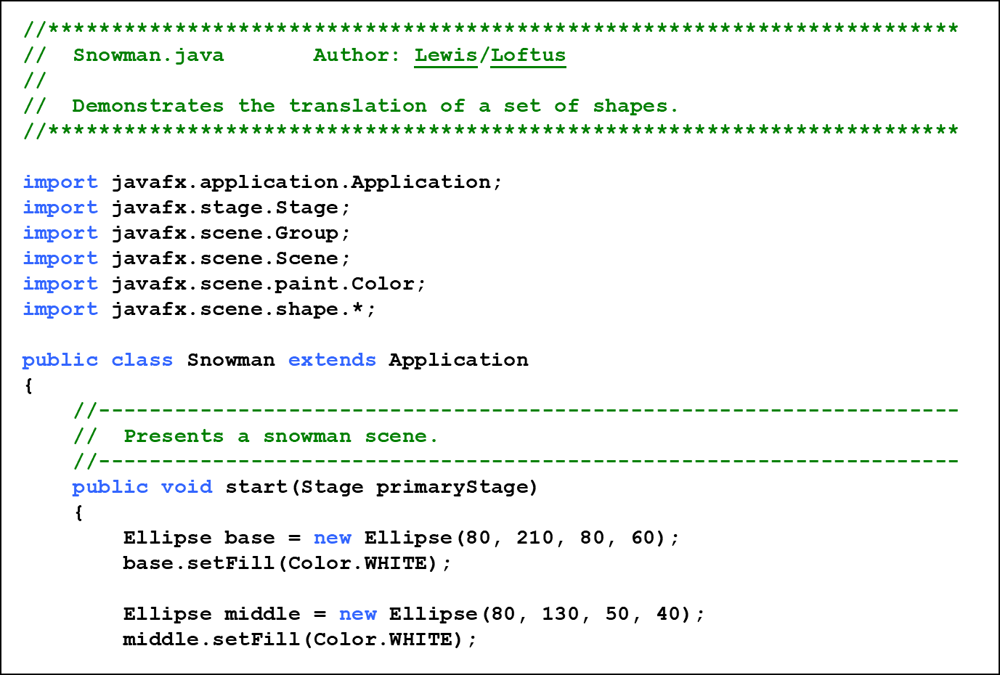 //************************************************************************
//  Snowman.java       Author: Lewis/Loftus
//
//  Demonstrates the translation of a set of shapes.
//************************************************************************
import javafx.application.Application;
import javafx.stage.Stage;
import javafx.scene.Group;
import javafx.scene.Scene;
import javafx.scene.paint.Color;
import javafx.scene.shape.*;
public class Snowman extends Application
{
    //--------------------------------------------------------------------
    //  Presents a snowman scene.
    //--------------------------------------------------------------------
    public void start(Stage primaryStage)
    {
        Ellipse base = new Ellipse(80, 210, 80, 60);
        base.setFill(Color.WHITE);
        Ellipse middle = new Ellipse(80, 130, 50, 40);
        middle.setFill(Color.WHITE);